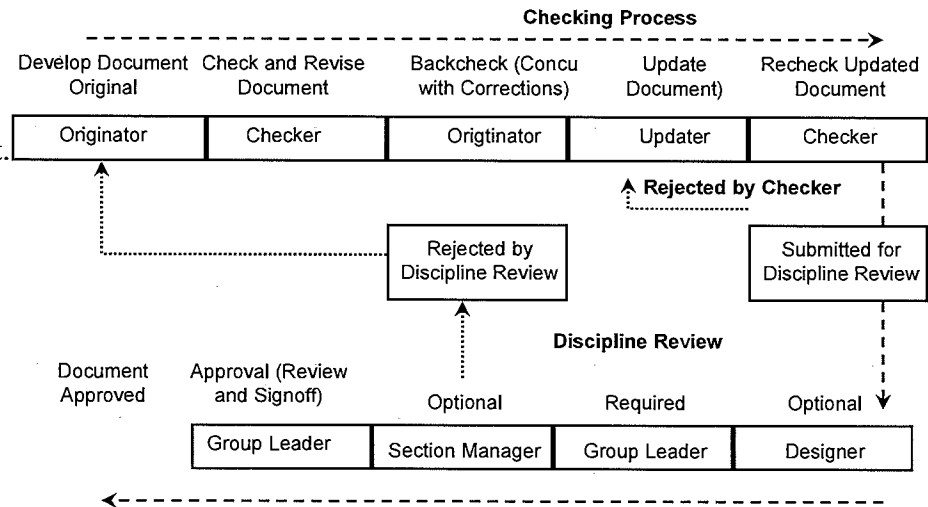 Checking Process
Develop Document Original
Check and Revise Document
Backcheck (Concu with Corrections)
Update Document)
Recheck Updated Document
Originator
Checker
Origtinator
Updater
Checker
Rejected by Checker
Rejected by
Discipline Review
Submitted for
Discipline Review
Discipline Review
Document Approved
Approval (Review and Signoff)
Optional
Required
Optional
Group Leader
Section Manager
Group Leader
Designer